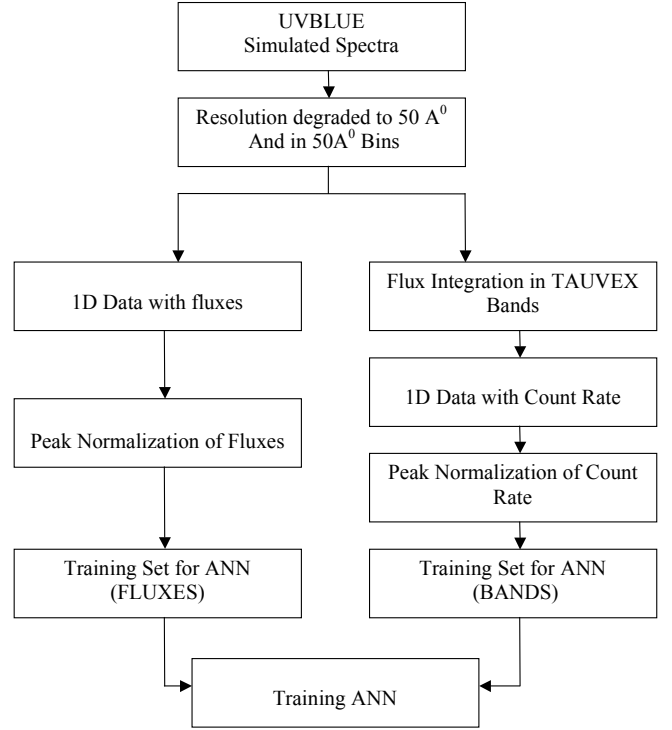 UVBLUE
Simulated Spectra
Resolution degraded to 50 A⁰
And in 50A⁰ Bins
1D Data with fluxes
Peak Normalization of Fluxes
Training Set for ANN
(FLUXES)
Flux Integration in TAUVEX
Bands
1D Data with Count Rate
Peak Normalization of Count
Rate
Training Set for ANN
(BANDS)
Training ANN